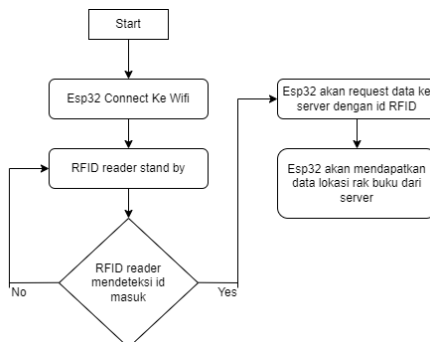 Start
Esp32 Connect Ke Wifi
RFID reader stand by
RFID reader
mendeteksi id
masuk
No
Yes
Esp32 akan request data ke
server dengan id RFID
Esp32 akan mendapatkan
data lokasi rak buku dari
server